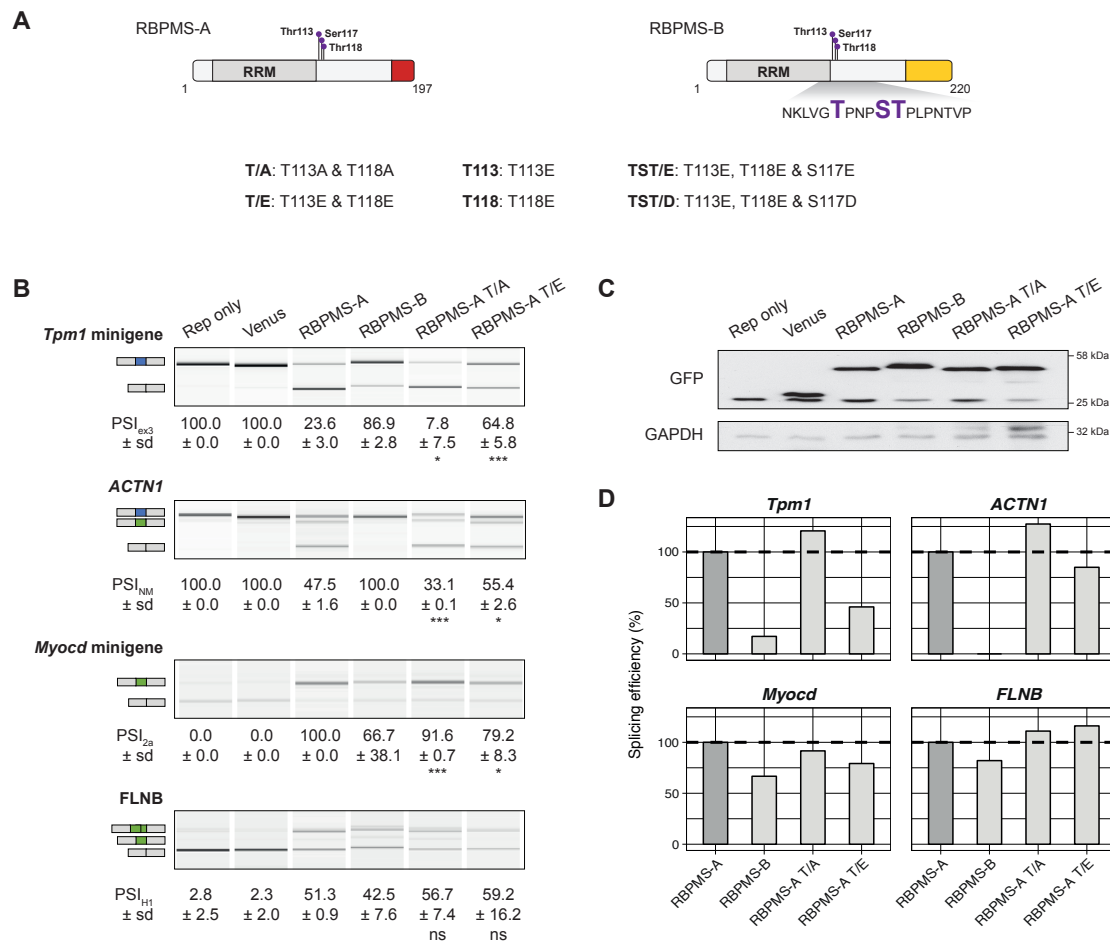 A
RBPMS-A
Thr113
Ser117
Thr118
RRM
1
197
RBPMS-B
Thr113
Ser117
Thr118
RRM
1
220
NKLVGTPNPSTPLPNTVP
T/A: T113A & T118A
T113: T113E
TST/E: T113E, T118E & S117E
T/E: T113E & T118E
T118: T118E
TST/D: T113E, T118E & S117D
B
Rep only
Venus
RBPMS-A
RBPMS-B
RBPMS-A T/A
RBPMS-A T/E
Tpm1 minigene
PSIex3 100.0 100.0 23.6 86.9 7.8 64.8
± sd ± 0.0 ± 0.0 ± 3.0 ± 2.8 ± 7.5 ± 5.8
* ***
ACTN1
PSINM 100.0 100.0 47.5 100.0 33.1 55.4
± sd ± 0.0 ± 0.0 ± 1.6 ± 0.0 ± 0.1 ± 2.6
*** *
Myocd minigene
PSI2a 0.0 0.0 100.0 66.7 91.6 79.2
± sd ± 0.0 ± 0.0 ± 0.0 ± 38.1 ± 0.7 ± 8.3
*** *
FLNB
PSIH1 2.8 2.3 51.3 42.5 56.7 59.2
± sd ± 2.5 ± 2.0 ± 0.9 ± 7.6 ± 7.4 ± 16.2
ns ns
C
Rep only
Venus
RBPMS-A
RBPMS-B
RBPMS-A T/A
RBPMS-A T/E
GFP
58 kDa
25 kDa
GAPDH
32 kDa
D
Splicing efficiency (%)
Tpm1
ACTN1
100
50
0
Myocd
FLNB
100
50
0
RBPMS-A
RBPMS-B
RBPMS-A T/A
RBPMS-A T/E
RBPMS-A
RBPMS-B
RBPMS-A T/A
RBPMS-A T/E